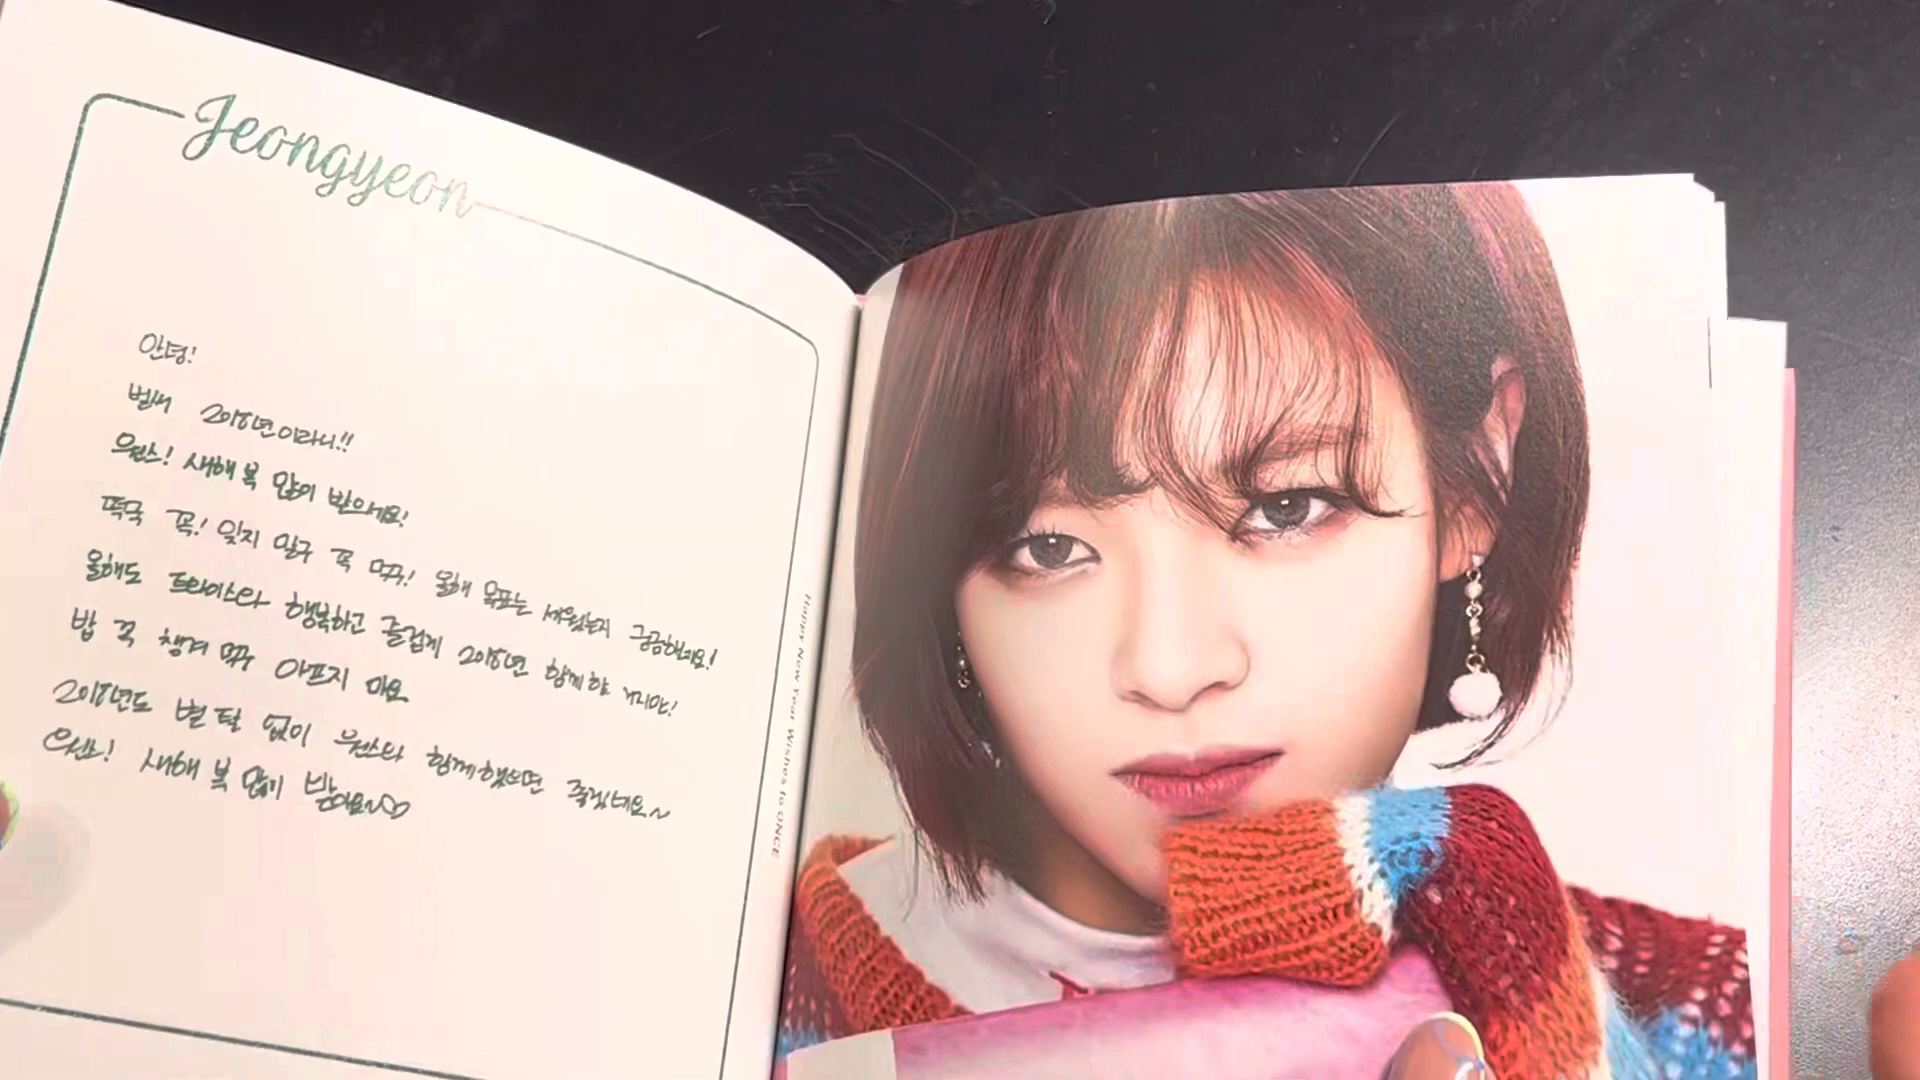 Jeongyeon
안녕!
벌써 2018년이라니!!
원스! 새해 복 많이 받으세요!
떡국 꼭! 잊지 말구 꼭 먹구! 올해 목표는 세웠는지 궁금해요!
올해도 트와이스와 행복하고 즐겁게 2018년 함께 할 거지만!
밥 꼭 챙겨 먹구 아프지 마요
2018년도 별 탈 없이 원스와 함께했으면 좋겠네요~
원스! 새해 복 많이 받아요~♡
Happy New Year Wishes to ONCE